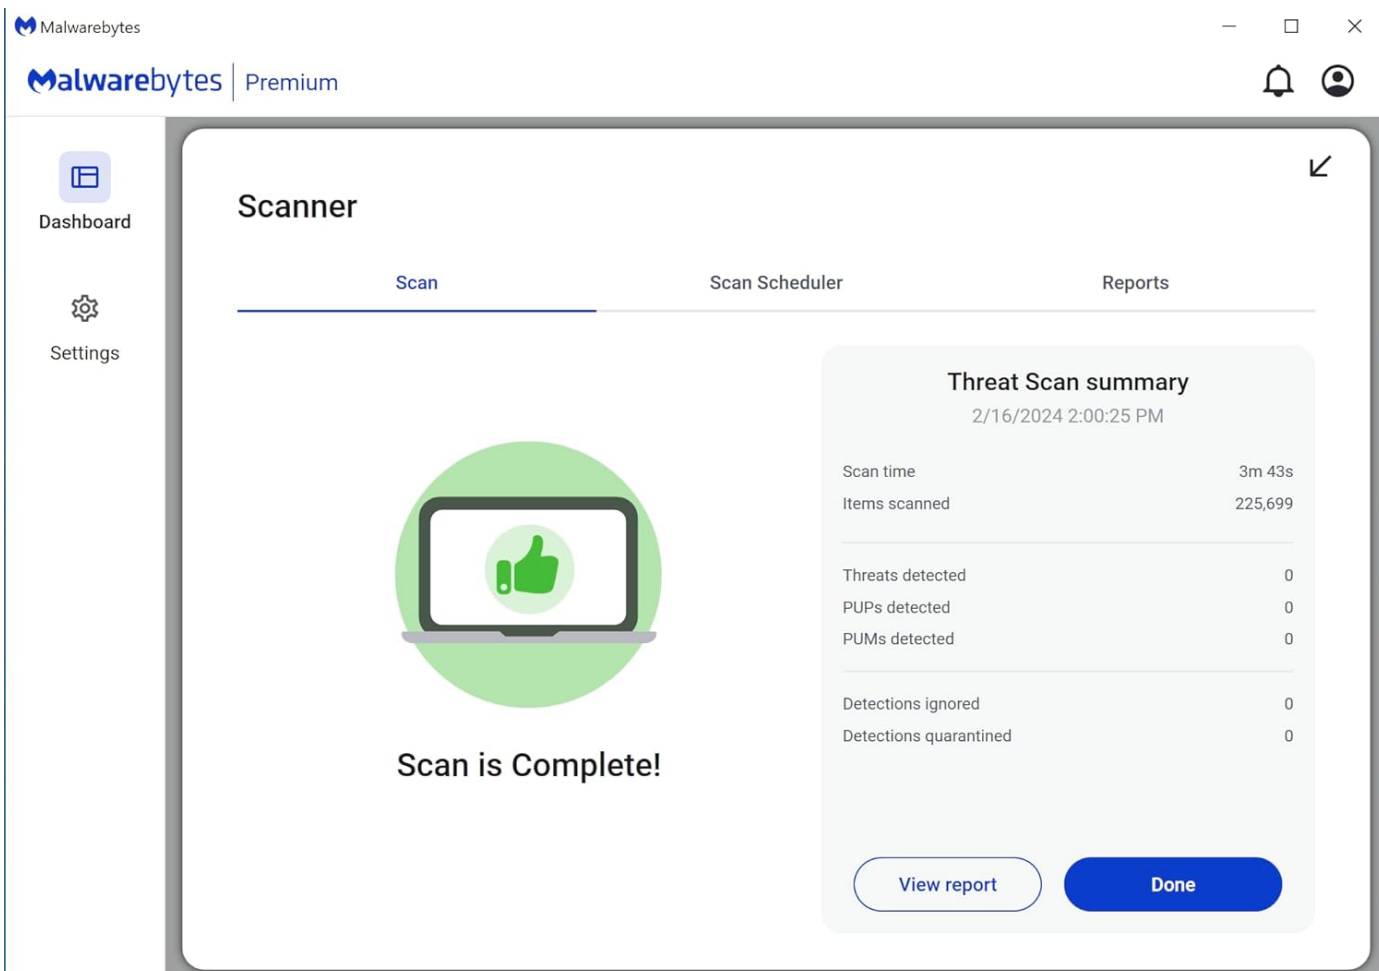 Malwarebytes
Malwarebytes | Premium
Dashboard
Settings
Scanner
Scan Scan Scheduler Reports
Scan is Complete!
Threat Scan summary
2/16/2024 2:00:25 PM
Scan time 3m 43s
Items scanned 225,699
Threats detected 0
PUPs detected 0
PUMs detected 0
Detections ignored 0
Detections quarantined 0
View report Done